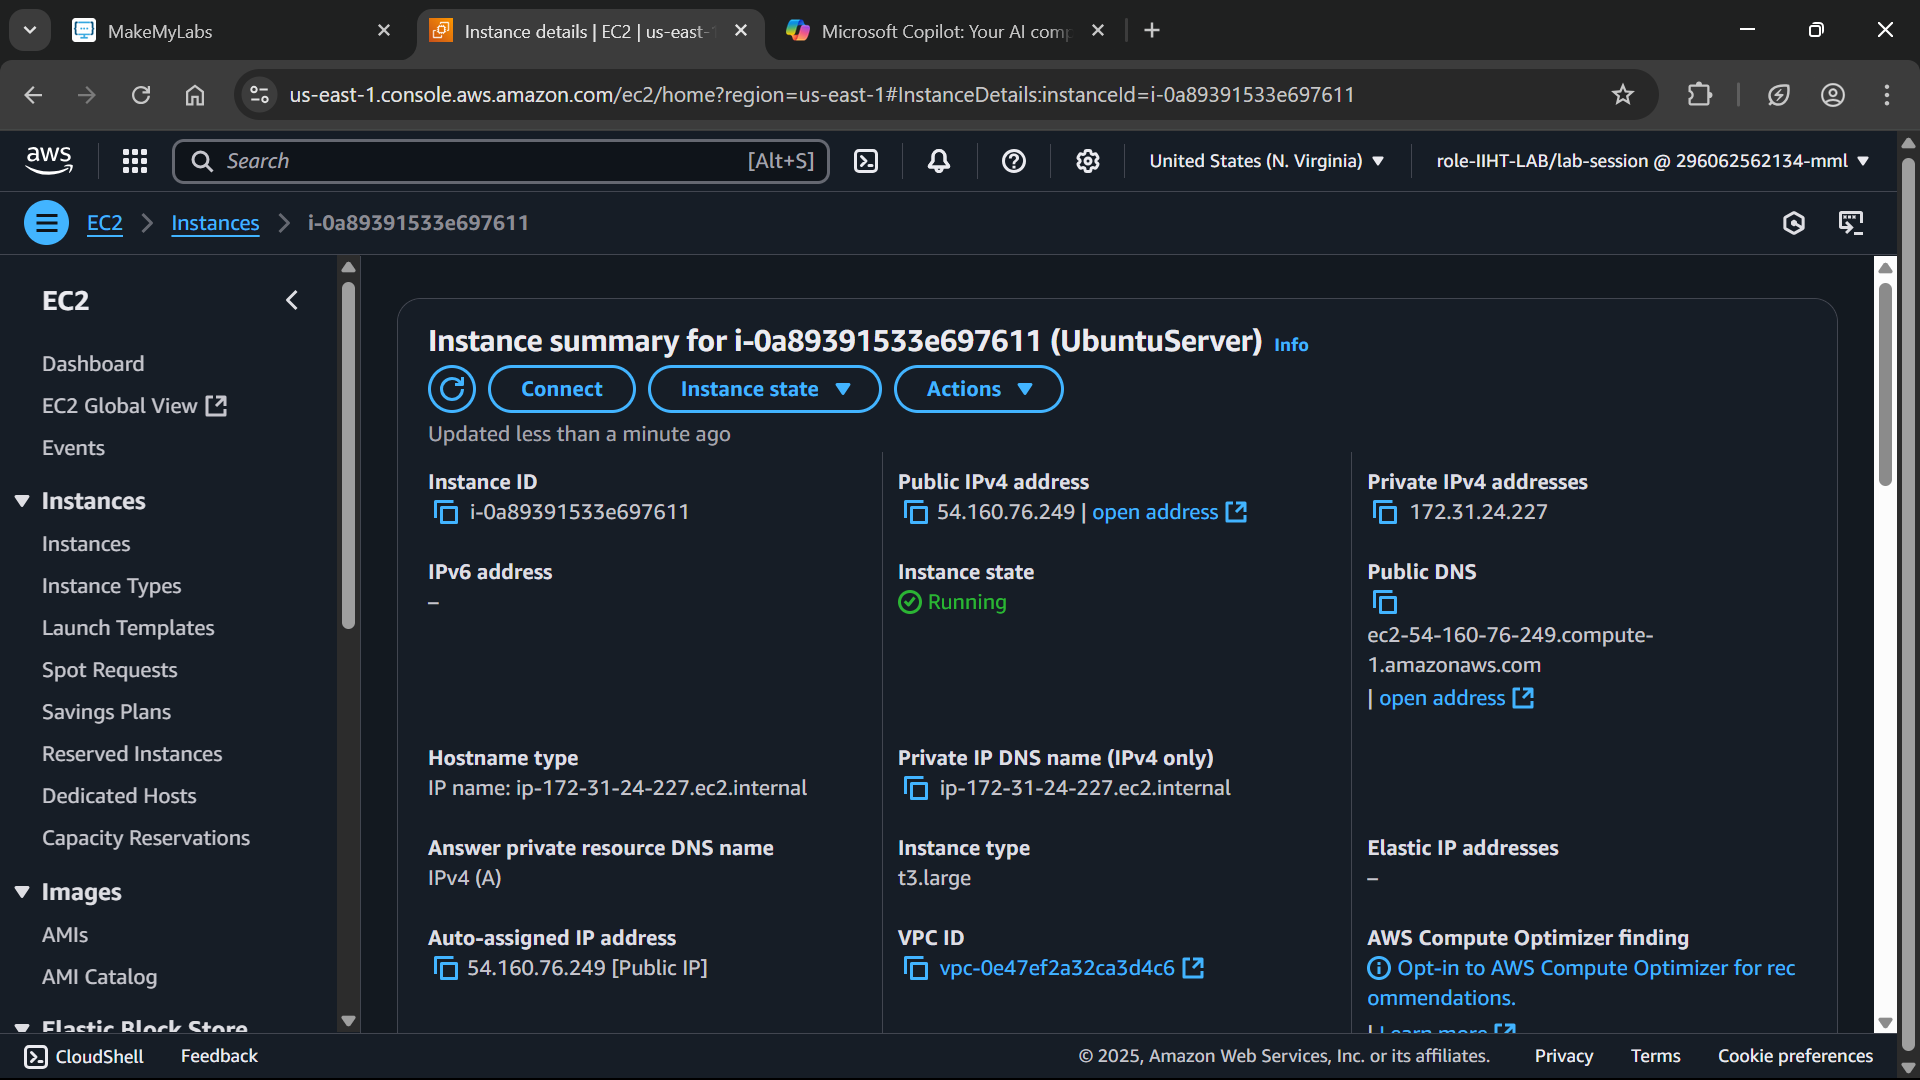 MakeMyLabs
Instance details | EC2 | us-east-1
Microsoft Copilot: Your AI comp
us-east-1.console.aws.amazon.com/ec2/home?region=us-east-1#InstanceDetails:instanceId=i-0a89391533e697611
aws
Search
[Alt+S]
United States (N. Virginia)
role-IIHT-LAB/lab-session @ 296062562134-mml
EC2
Instances
i-0a89391533e697611
EC2
Dashboard
EC2 Global View
Events
Instances
Instances
Instance Types
Launch Templates
Spot Requests
Savings Plans
Reserved Instances
Dedicated Hosts
Capacity Reservations
Images
AMIs
AMI Catalog
Elastic Block Store
Instance summary for i-0a89391533e697611 (UbuntuServer) Info
Connect
Instance state
Actions
Updated less than a minute ago
Instance ID
i-0a89391533e697611
Public IPv4 address
54.160.76.249 | open address
Private IPv4 addresses
172.31.24.227
IPv6 address
–
Instance state
Running
Public DNS
ec2-54-160-76-249.compute-
1.amazonaws.com
| open address
Hostname type
IP name: ip-172-31-24-227.ec2.internal
Private IP DNS name (IPv4 only)
ip-172-31-24-227.ec2.internal
Answer private resource DNS name
IPv4 (A)
Instance type
t3.large
Elastic IP addresses
–
Auto-assigned IP address
54.160.76.249 [Public IP]
VPC ID
vpc-0e47ef2a32ca3d4c6
AWS Compute Optimizer finding
Opt-in to AWS Compute Optimizer for rec
ommendations.
| Learn more
CloudShell
Feedback
© 2025, Amazon Web Services, Inc. or its affiliates.
Privacy
Terms
Cookie preferences